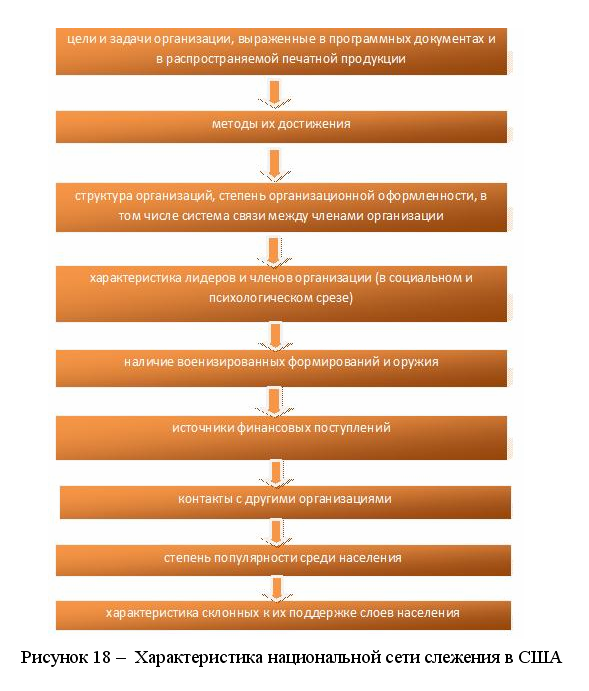 цели и задачи организации, выраженные в программных документах и
в распространяемой печатной продукции
методы их достижения
структура организаций, степень организационной оформленности, в
том числе система связи между членами организации
характеристика лидеров и членов организации (в социальном и
психологическом срезе)
наличие военизированных формирований и оружия
источники финансовых поступлений
контакты с другими организациями
степень популярности среди населения
характеристика склонных к их поддержке слоев населения
Рисунок 18 – Характеристика национальной сети слежения в США